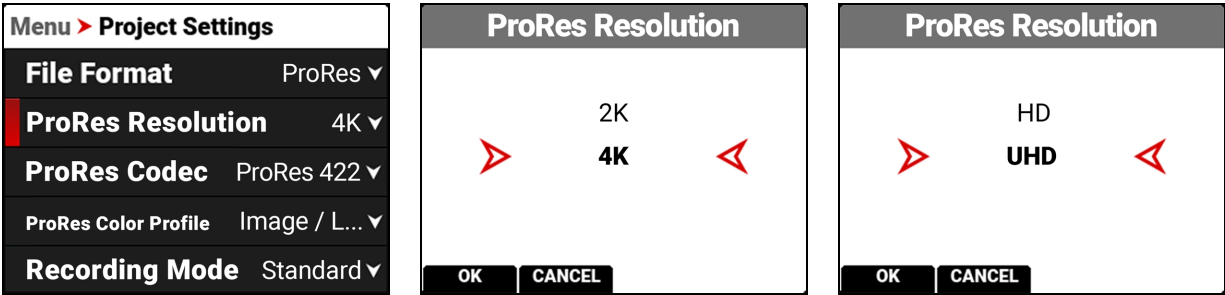 Menu > Project Settings
File Format ProRes
ProRes Resolution 4K
ProRes Codec ProRes 422
ProRes Color Profile Image / L...
Recording Mode Standard
ProRes Resolution
2K
4K
OK CANCEL
ProRes Resolution
HD
UHD
OK CANCEL